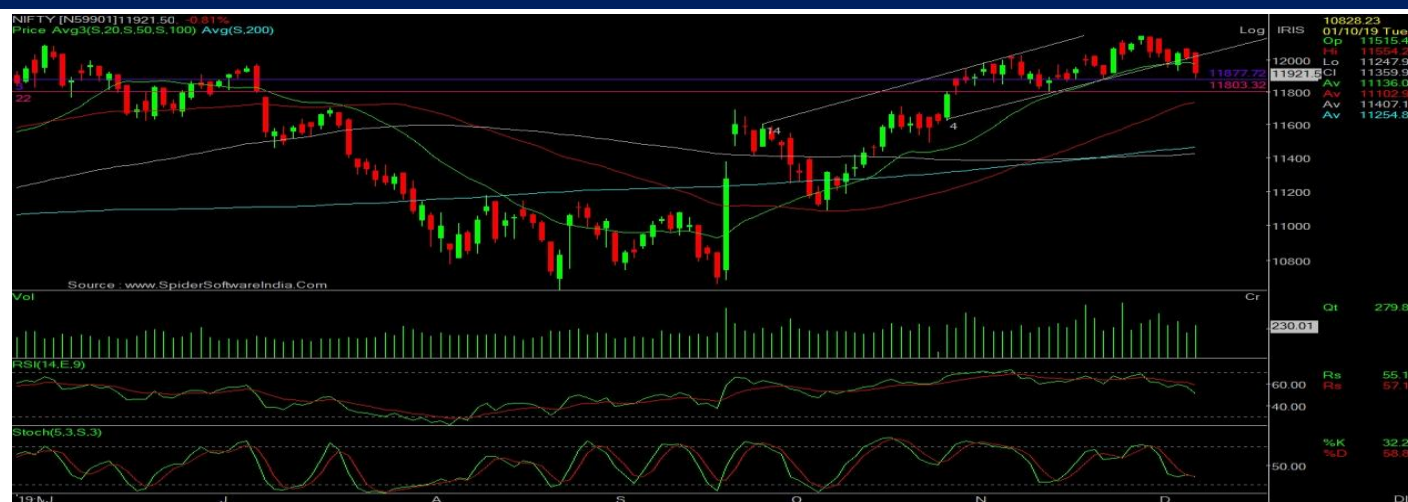 NIFTY [N59901]11921.50. -0.81%
Price Avg3(S,20,S,50,S,100) Avg(S,200)
Log
IRIS
10828.23
01/10/19 Tue
Op 11515.4
Hi 11554.2
Lo 11247.9
Cl 11359.9
Av 11136.0
Av 11102.9
Av 11407.1
Av 11254.8
12000
11877.72
11921.5
11803.32
11800
22
11600
14
4
11400
11200
11000
10800
Source : www.SpiderSoftwareIndia.Com
Vol
Cr
Qt 279.8
230.01
RSI(14,E,9)
Rs 55.1
Rs 57.1
60.00
40.00
Stoch(5,3,S,3)
%K 32.2
%D 58.8
50.00
'19:MJ J A S O N D